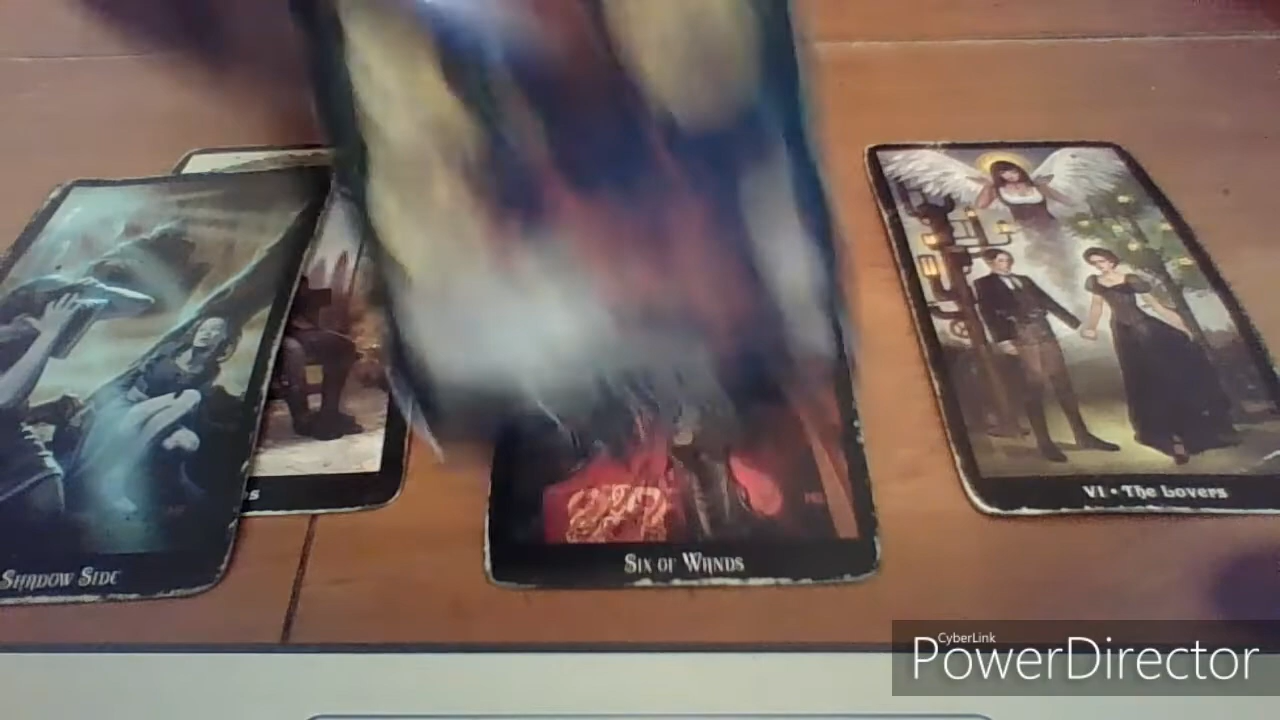 SHADOW SIDE
SIX OF WANDS
VI • The Lovers
CyberLink
PowerDirector